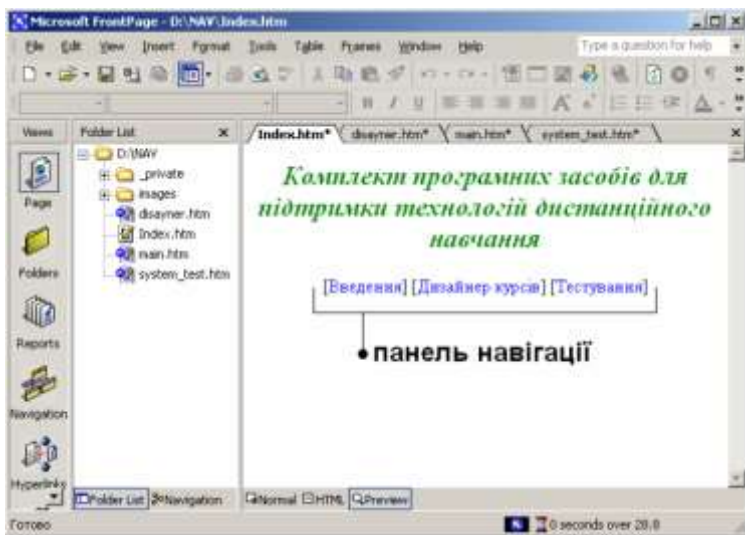 Microsoft FrontPage - D:\NAV\Index.htm
File Edit View Insert Format Tools Table Frames Window Help
Type a question for help
Views
Folder List
Index.htm* disayner.htm* main.htm* system_test.htm*
D:\NAV
_private
images
disayner.htm
Index.htm
main.htm
system_test.htm
Page
Folders
Reports
Navigation
Hyperlinks
Комплект програмних засобів для
підтримки технологій дистанційного
навчання
[Введення] [Дизайнер курсів] [Тестування]
панель навігації
Folder List Navigation
Normal HTML Preview
Готово
0 seconds over 28.8